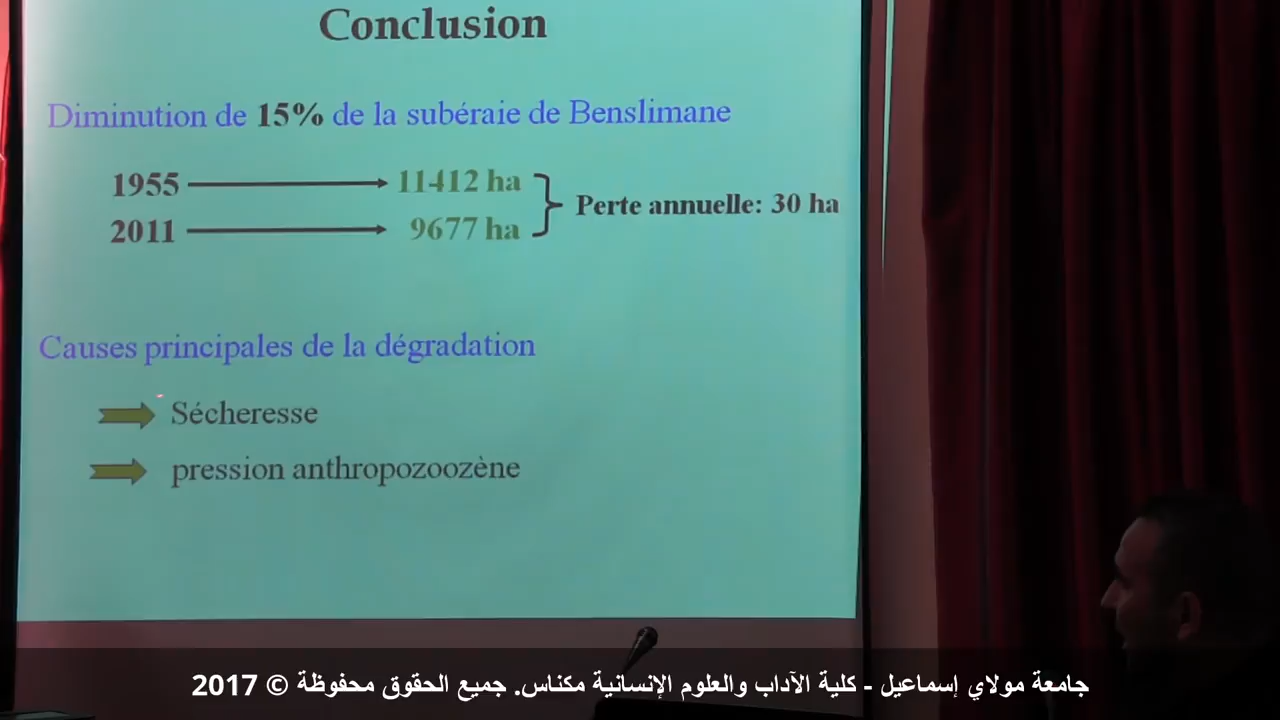 Conclusion
Diminution de 15% de la subéraie de Benslimane
1955 11412 ha
2011 9677 ha
Perte annuelle: 30 ha
Causes principales de la dégradation
Sécheresse
pression anthropozoozène
جامعة مولاي إسماعيل - كلية الآداب والعلوم الإنسانية مكناس. جميع الحقوق محفوظة © 2017